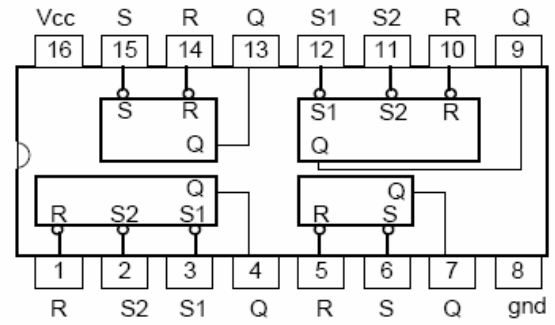 Vcc S R Q S1 S2 R Q
16 15 14 13 12 11 10 9
S R S1 S2 R
Q Q
Q Q
R S2 S1 R S
1 2 3 4 5 6 7 8
R S2 S1 Q R S Q gnd